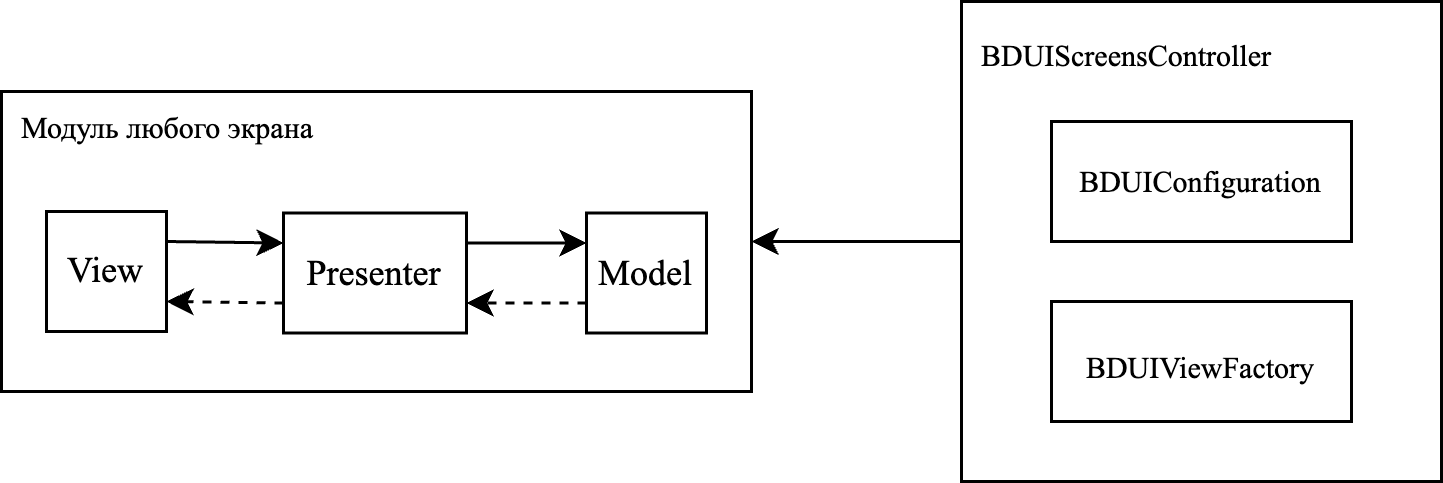 Модуль любого экрана
View
Presenter
Model
BDUIScreensController
BDUIConfiguration
BDUIViewFactory